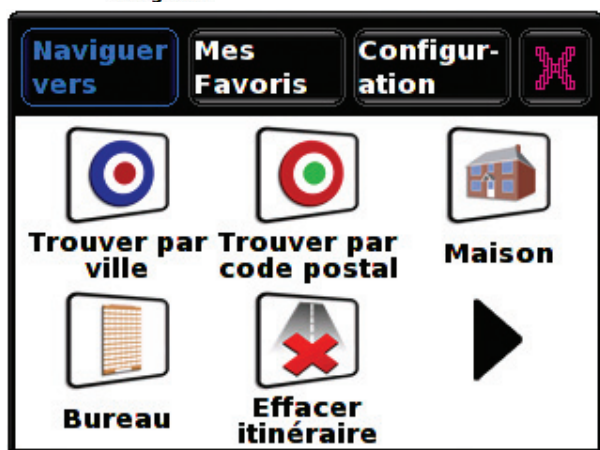 Naviguer
vers
Mes
Favoris
Configur-
ation
Trouver par
ville
Trouver par
code postal
Maison
Bureau
Effacer
itinéraire